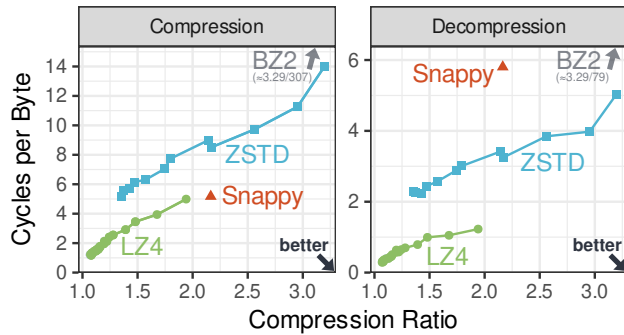 Compression
Decompression
Cycles per Byte
14
12
10
8
6
4
2
0
BZ2
(≈3.29/307)
ZSTD
Snappy
LZ4
better
1.0 1.5 2.0 2.5 3.0
6
4
2
0
BZ2
(≈3.29/79)
Snappy
ZSTD
LZ4
better
1.0 1.5 2.0 2.5 3.0
Compression Ratio